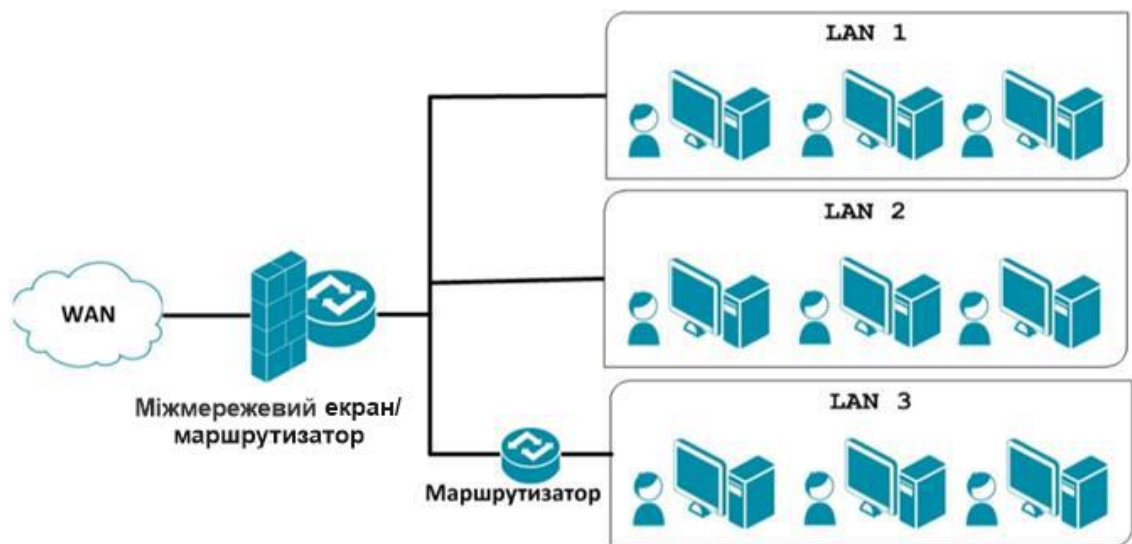 LAN 1
LAN 2
WAN
Міжмережевий екран/
маршрутизатор
LAN 3
Маршрутизатор